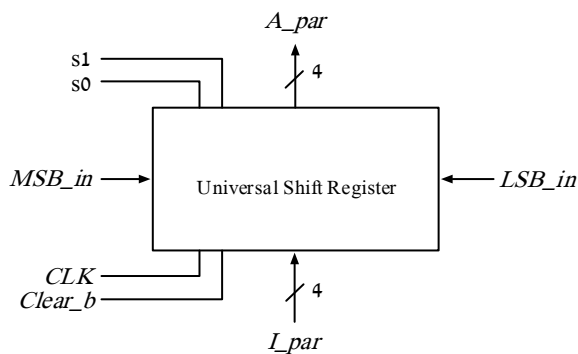 A_par
s1
4
s0
MSB_in
Universal Shift Register
LSB_in
CLK
Clear_b
4
I_par